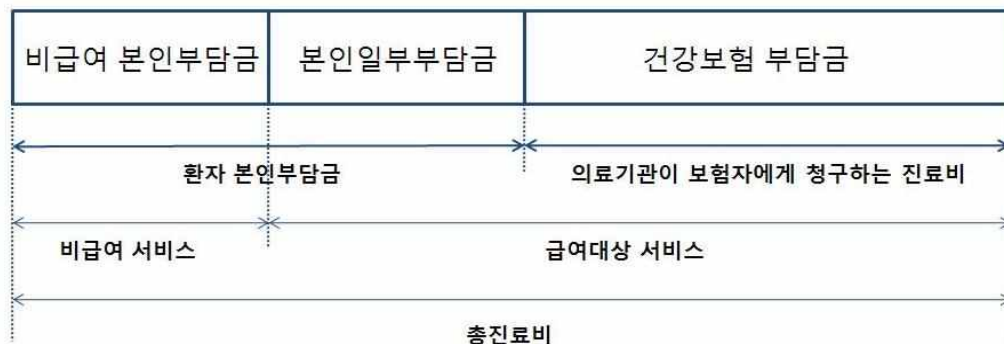 비급여 본인부담금 본인일부부담금 건강보험 부담금
환자 본인부담금 의료기관이 보험자에게 청구하는 진료비
비급여 서비스 급여대상 서비스
총진료비